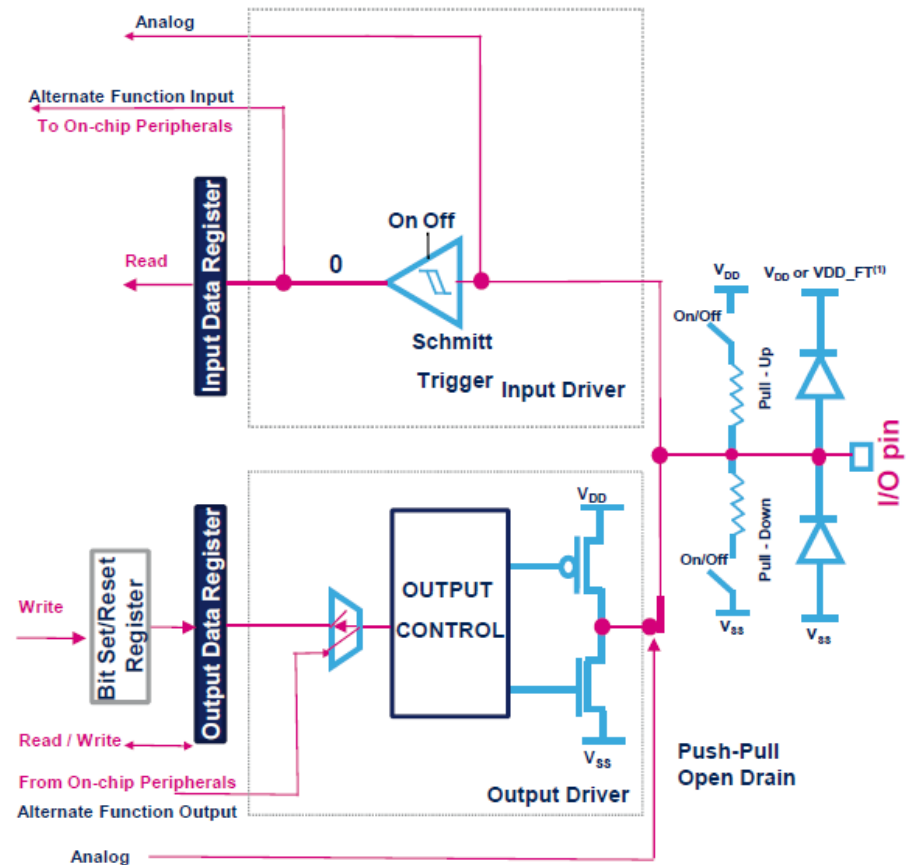 Analog
Alternate Function Input
To On-chip Peripherals
Input Data Register
Read
0
On Off
Schmitt
Trigger
Input Driver
VDD
On/Off
Pull - Up
VDD or VDD_FT(1)
I/O pin
Pull - Down
On/Off
VSS
VSS
Write
Bit Set/Reset
Register
Output Data Register
Read / Write
From On-chip Peripherals
Alternate Function Output
Analog
OUTPUT
CONTROL
VDD
VSS
Output Driver
Push-Pull
Open Drain